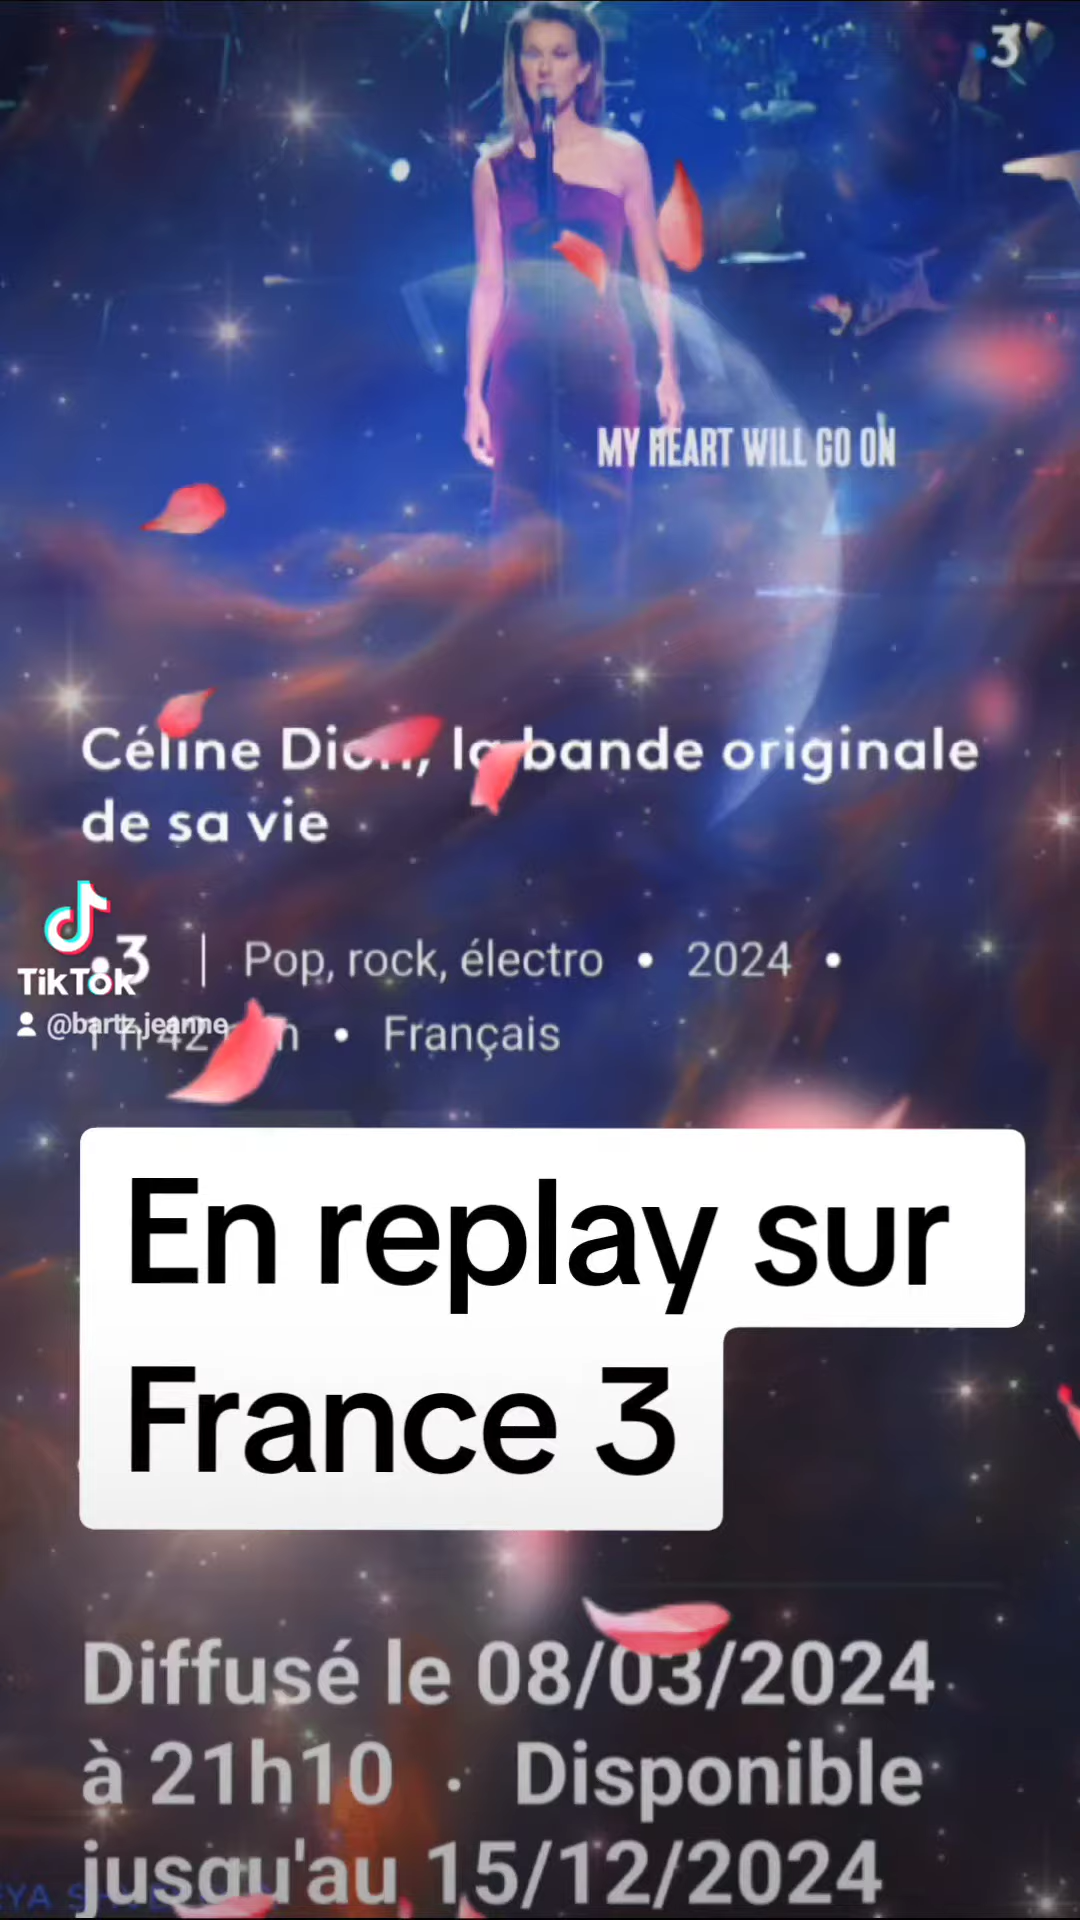 3
MY HEART WILL GO ON
Céline Dion, la bande originale
de sa vie
3 | Pop, rock, électro • 2024 •
TikTok
@bartz.jeanne
1 h 42 • Français
En replay sur
France 3
Diffusé le 08/03/2024
à 21h10 · Disponible
jusqu'au 15/12/2024